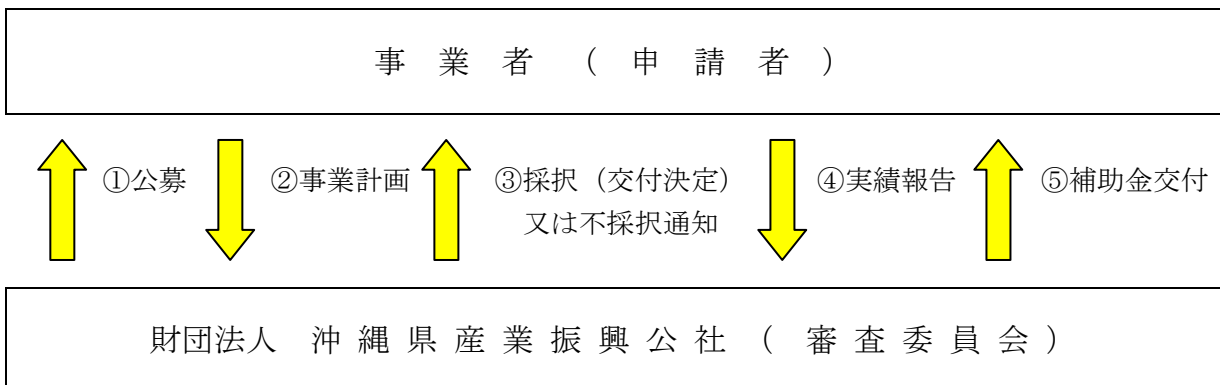 事業者（申請者）
①公募
②事業計画
③採択（交付決定）
又は不採択通知
④実績報告
⑤補助金交付
財団法人 沖縄県産業振興公社（審査委員会）